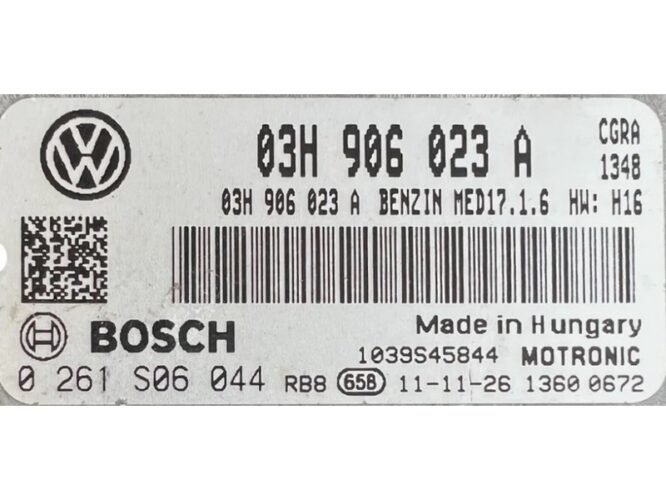 03H 906 023 A CGRA
1348
03H 906 023 A BENZIN MED17.1.6 HW: H16
BOSCH
Made in Hungary
1039S45844 MOTRONIC
0 261 S06 044 RB8 658 11-11-26 1360 0672